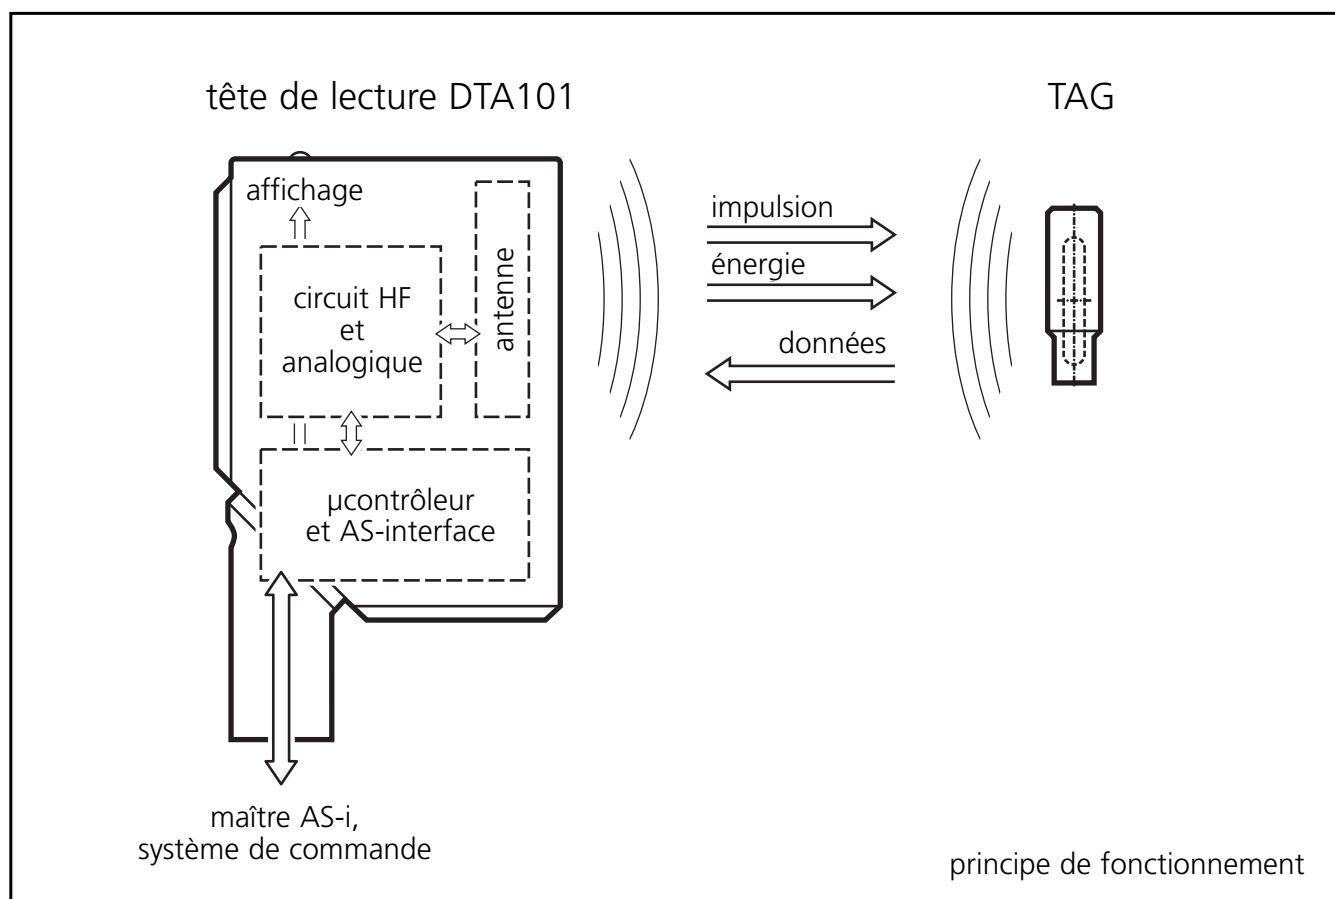 tête de lecture DTA101
TAG
affichage
circuit HF
et
analogique
antenne
µcontrôleur
et AS-interface
impulsion
énergie
données
maître AS-i,
système de commande
principe de fonctionnement